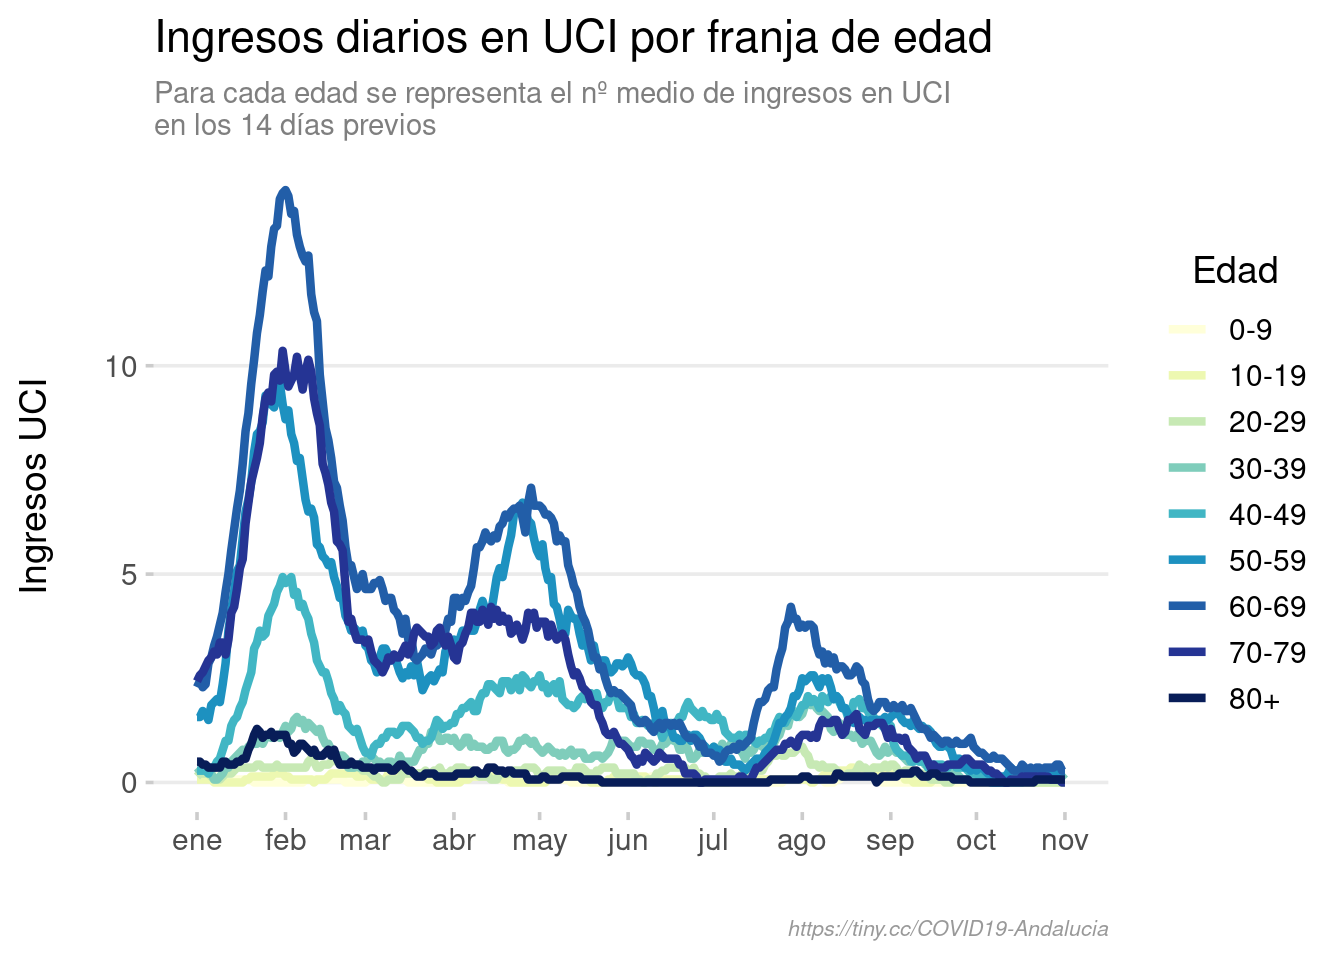 Ingresos diarios en UCI por franja de edad
Para cada edad se representa el nº medio de ingresos en UCI
en los 14 días previos
Ingresos UCI
10
5
0
ene feb mar abr may jun jul ago sep oct nov
Edad
0-9
10-19
20-29
30-39
40-49
50-59
60-69
70-79
80+
https://tiny.cc/COVID19-Andalucia